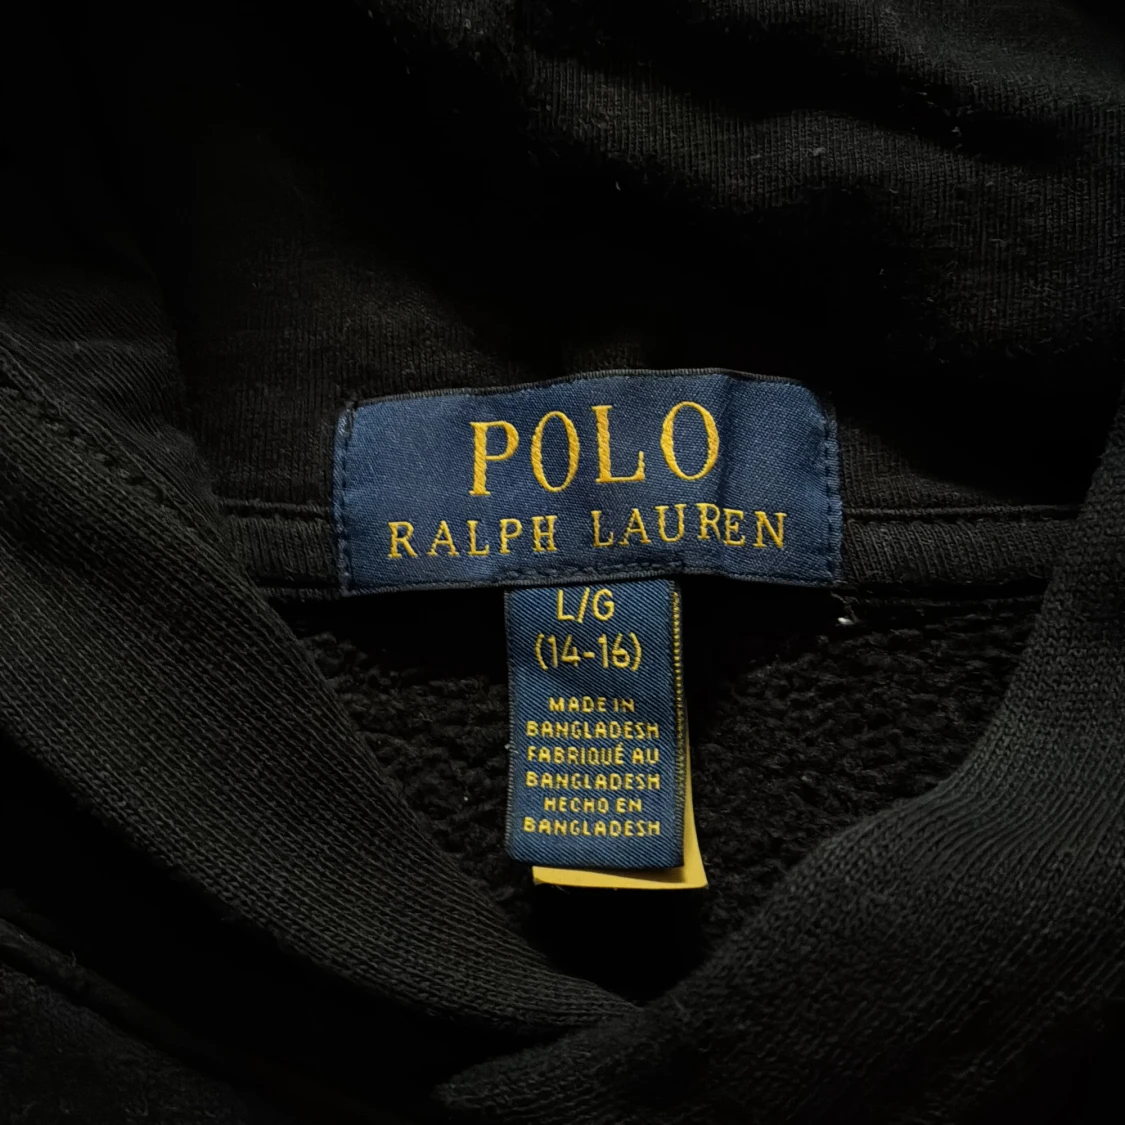 POLO
RALPH LAUREN
L/G
(14-16)
MADE IN
BANGLADESH
FABRIQUÉ AU
BANGLADESH
HECHO EN
BANGLADESH